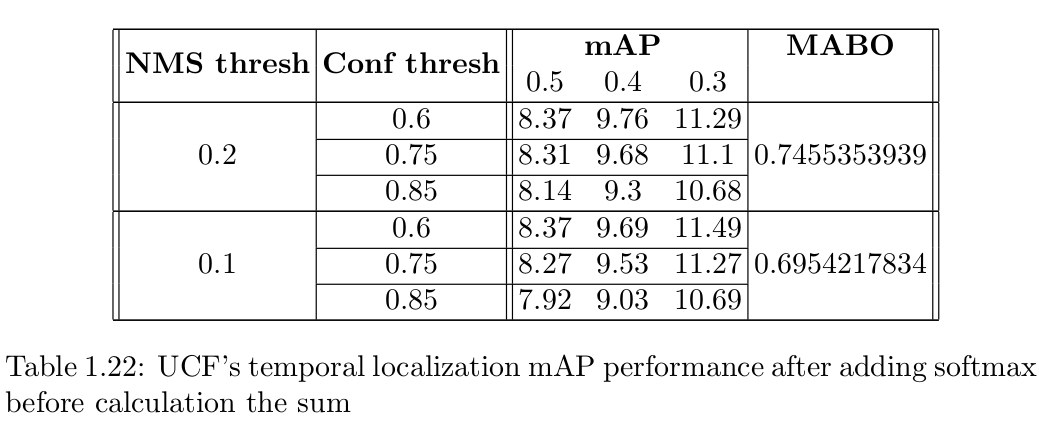 NMS thresh Conf thresh mAP MABO
0.5 0.4 0.3
0.6 8.37 9.76 11.29
0.2 0.75 8.31 9.68 11.1 0.7455353939
0.85 8.14 9.3 10.68
0.6 8.37 9.69 11.49
0.1 0.75 8.27 9.53 11.27 0.6954217834
0.85 7.92 9.03 10.69
Table 1.22: UCF's temporal localization mAP performance after adding softmax
before calculation the sum